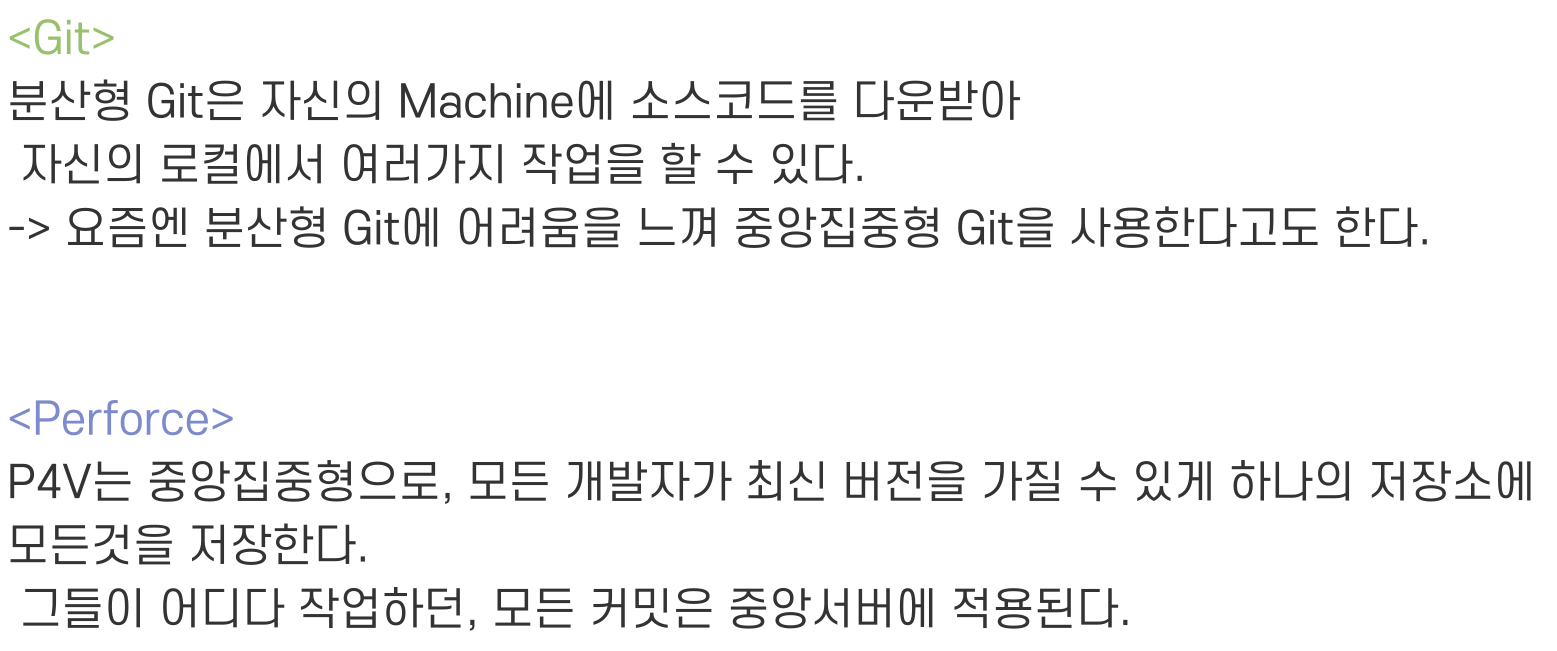 <Git>
분산형 Git은 자신의 Machine에 소스코드를 다운받아
자신의 로컬에서 여러가지 작업을 할 수 있다.
-> 요즘엔 분산형 Git에 어려움을 느껴 중앙집중형 Git을 사용한다고도 한다.
<Perforce>
P4V는 중앙집중형으로, 모든 개발자가 최신 버전을 가질 수 있게 하나의 저장소에
모든것을 저장한다.
그들이 어디다 작업하던, 모든 커밋은 중앙서버에 적용된다.